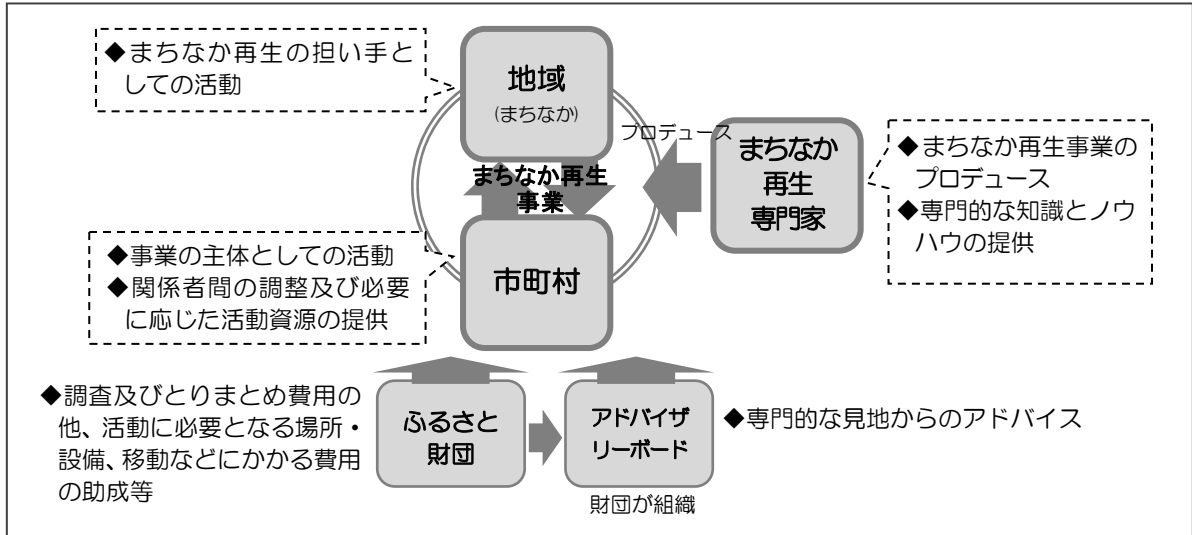 ◆まちなか再生の担い手と
しての活動
地域
(まちなか)
プロデュース
まちなか
再生
専門家
◆まちなか再生事業の
プロデュース
◆専門的な知識とノウ
ハウの提供
まちなか再生
事業
◆事業の主体としての活動
◆関係者間の調整及び必要
に応じた活動資源の提供
市町村
◆調査及びとりまとめ費用の
他、活動に必要となる場所・
設備、移動などにかかる費用
の助成等
ふるさと
財団
アドバイザ
リーボード
財団が組織
◆専門的な見地からのアドバイス